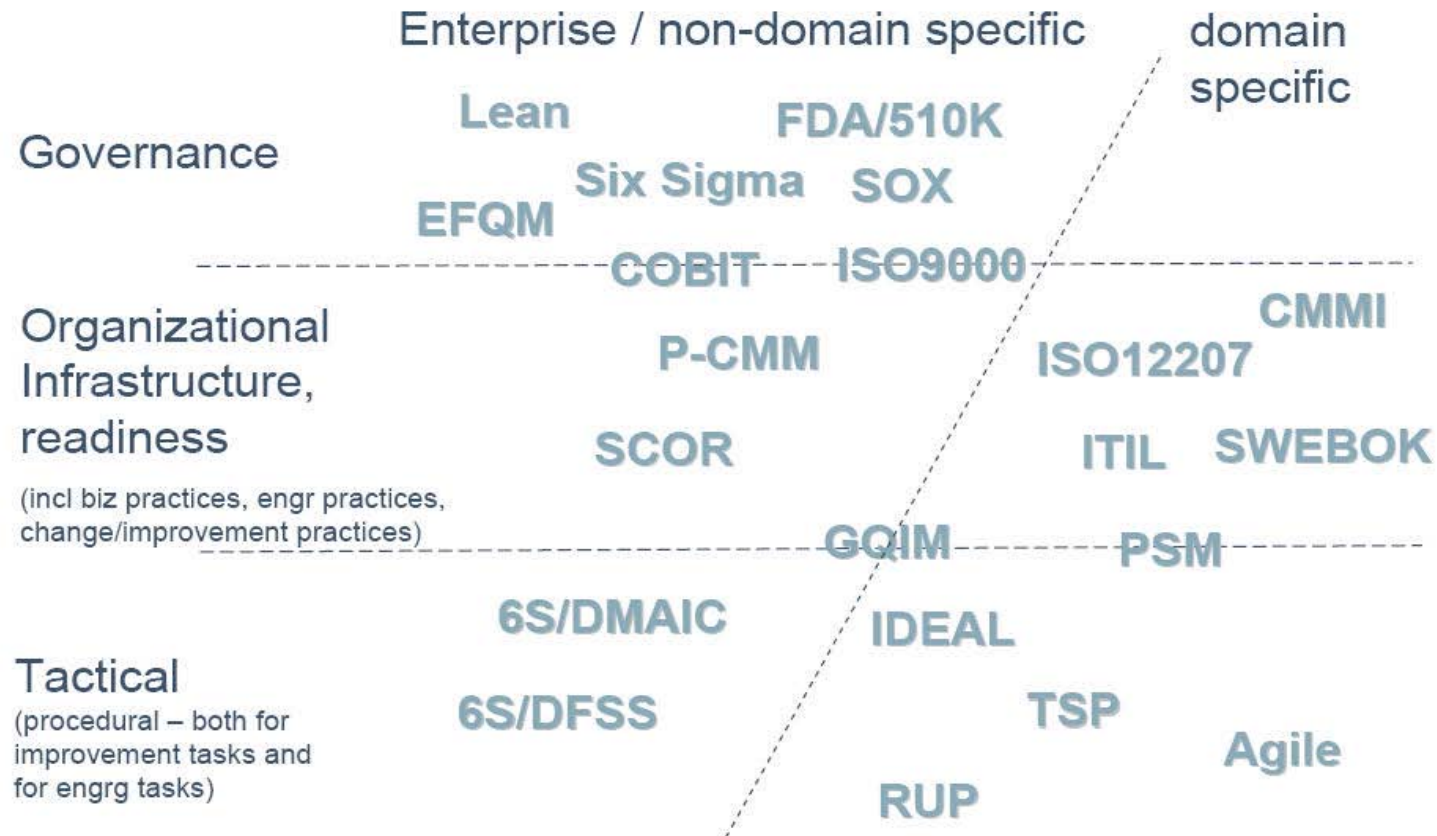 Enterprise / non-domain specific
domain
specific
Lean
FDA/510K
Governance
Six Sigma
SOX
EFQM
COBIT
ISO9000
Organizational
Infrastructure,
readiness
(incl biz practices, engr practices,
change/improvement practices)
CMMI
P-CMM
ISO12207
SCOR
ITIL
SWEBOK
GQIM
PSM
6S/DMAIC
IDEAL
Tactical
(procedural – both for
improvement tasks and
for engrg tasks)
6S/DFSS
TSP
Agile
RUP